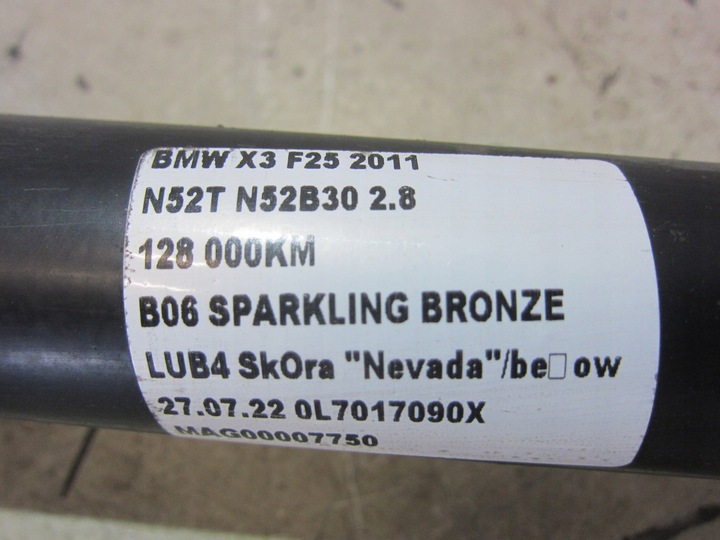 BMW X3 F25 2011
N52T N52B30 2.8
128 000KM
B06 SPARKLING BRONZE
LUB4 SkOra "Nevada"/be□ow
27.07.22 0L7017090X
MAG00007750